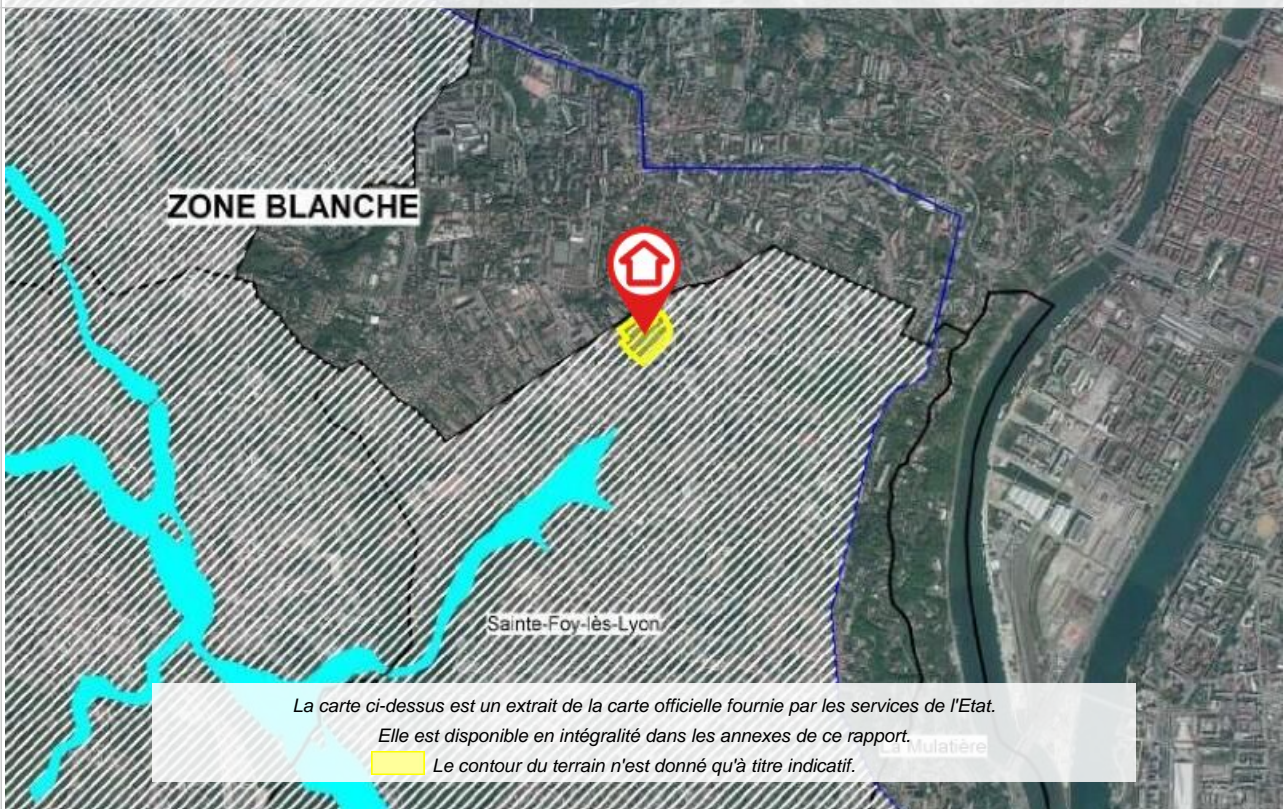 ZONE BLANCHE
Sainte-Foy-lès-Lyon
La carte ci-dessus est un extrait de la carte officielle fournie par les services de l'Etat.
Elle est disponible en intégralité dans les annexes de ce rapport.
La Mulatière
Le contour du terrain n'est donné qu'à titre indicatif.